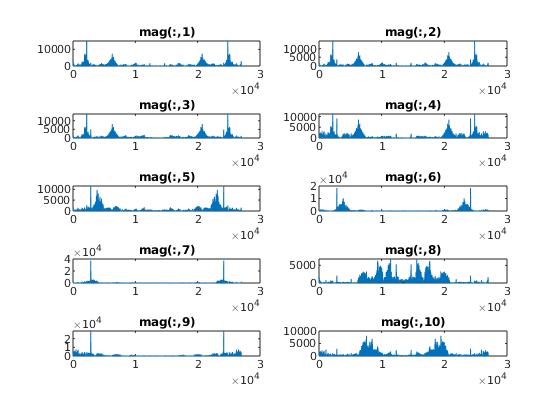 mag(:,1) mag(:,2)
10000 10000
5000 5000
0 0
0 1 2 3 0 1 2 3
×10^4 ×10^4
mag(:,3) mag(:,4)
10000 10000
5000 5000
0 0
0 1 2 3 0 1 2 3
×10^4 ×10^4
mag(:,5) mag(:,6)
×10^4
10000 2
5000 1
0 0
0 1 2 3 0 1 2 3
×10^4 ×10^4
mag(:,7) mag(:,8)
×10^4
4 5000
2
0 0
0 1 2 3 0 1 2 3
×10^4 ×10^4
mag(:,9) mag(:,10)
×10^4
2 10000
1 5000
0 0
0 1 2 3 0 1 2 3
×10^4 ×10^4